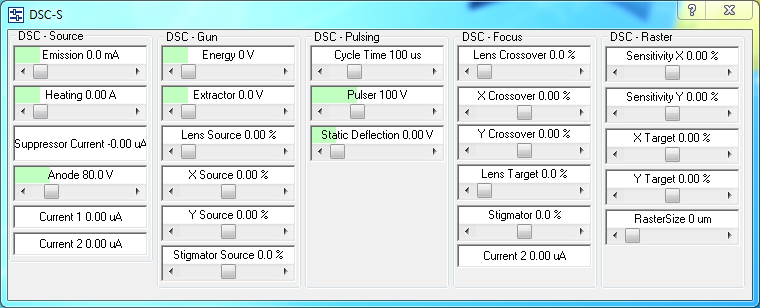 DSC-S
DSC - Source
Emission 0.0 mA
Heating 0.00 A
Suppressor Current -0.00 uA
Anode 80.0 V
Current 1 0.00 uA
Current 2 0.00 uA
DSC - Gun
Energy 0 V
Extractor 0.0 V
Lens Source 0.00 %
X Source 0.00 %
Y Source 0.00 %
Stigmator Source 0.0 %
DSC - Pulsing
Cycle Time 100 us
Pulser 100 V
Static Deflection 0.00 V
DSC - Focus
Lens Crossover 0.0 %
X Crossover 0.00 %
Y Crossover 0.00 %
Lens Target 0.0 %
Stigmator 0.0 %
Current 2 0.00 uA
DSC - Raster
Sensitivity X 0.00 %
Sensitivity Y 0.00 %
X Target 0.00 %
Y Target 0.00 %
RasterSize 0 um